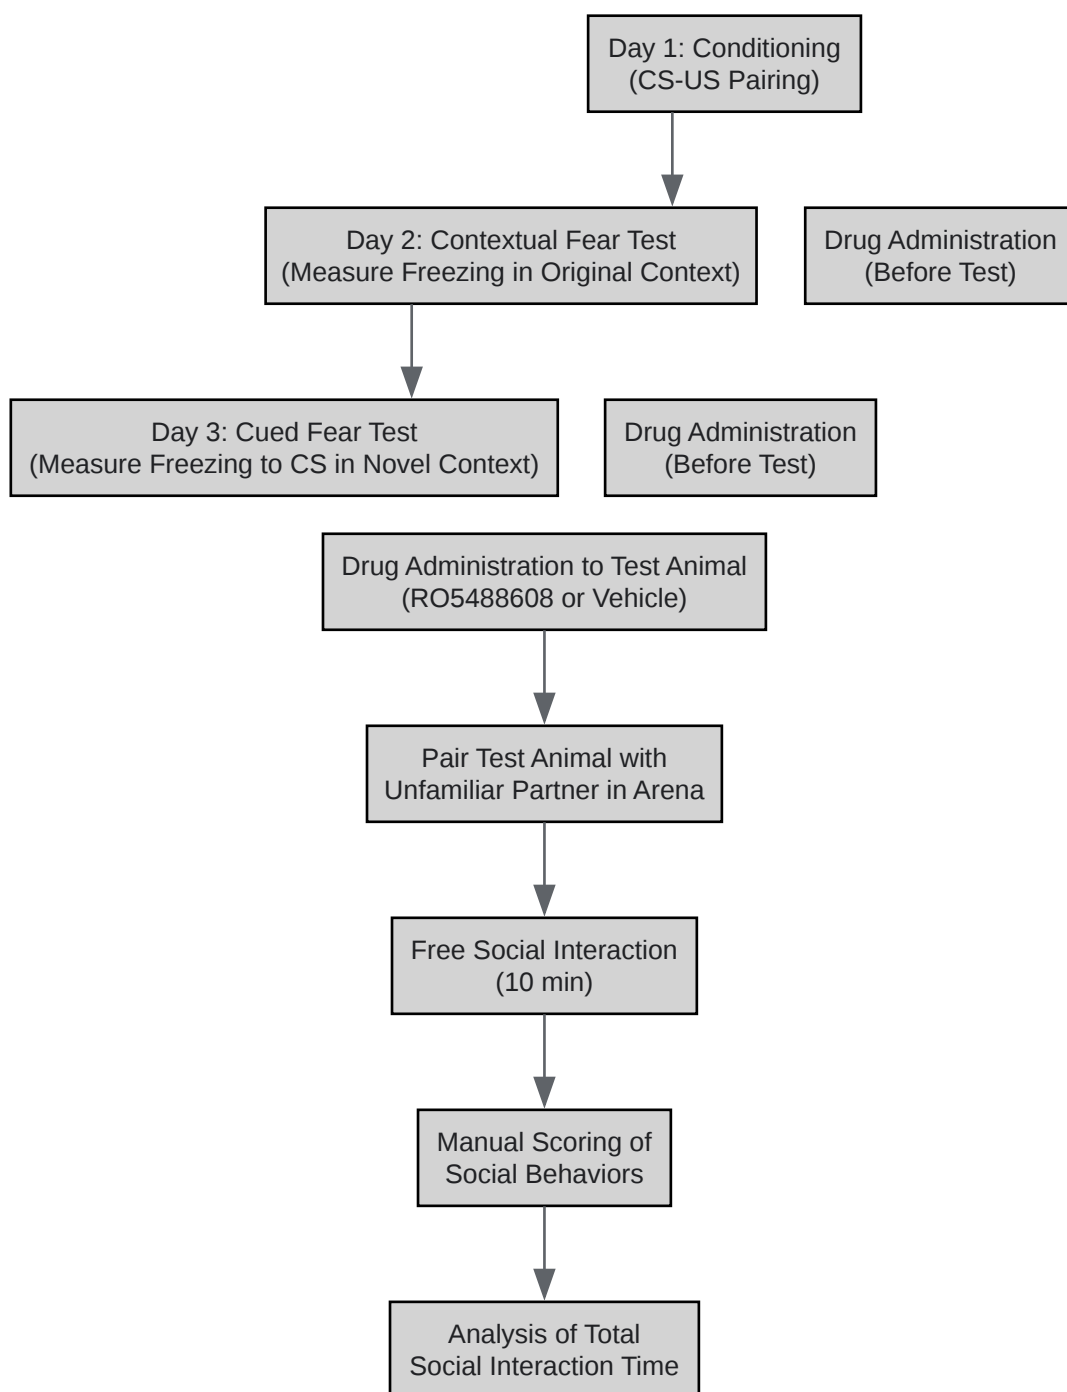 Day 1: Conditioning
(CS-US Pairing)
Day 2: Contextual Fear Test
(Measure Freezing in Original Context)
Drug Administration
(Before Test)
Day 3: Cued Fear Test
(Measure Freezing to CS in Novel Context)
Drug Administration
(Before Test)
Drug Administration to Test Animal
(RO5488608 or Vehicle)
Pair Test Animal with
Unfamiliar Partner in Arena
Free Social Interaction
(10 min)
Manual Scoring of
Social Behaviors
Analysis of Total
Social Interaction Time